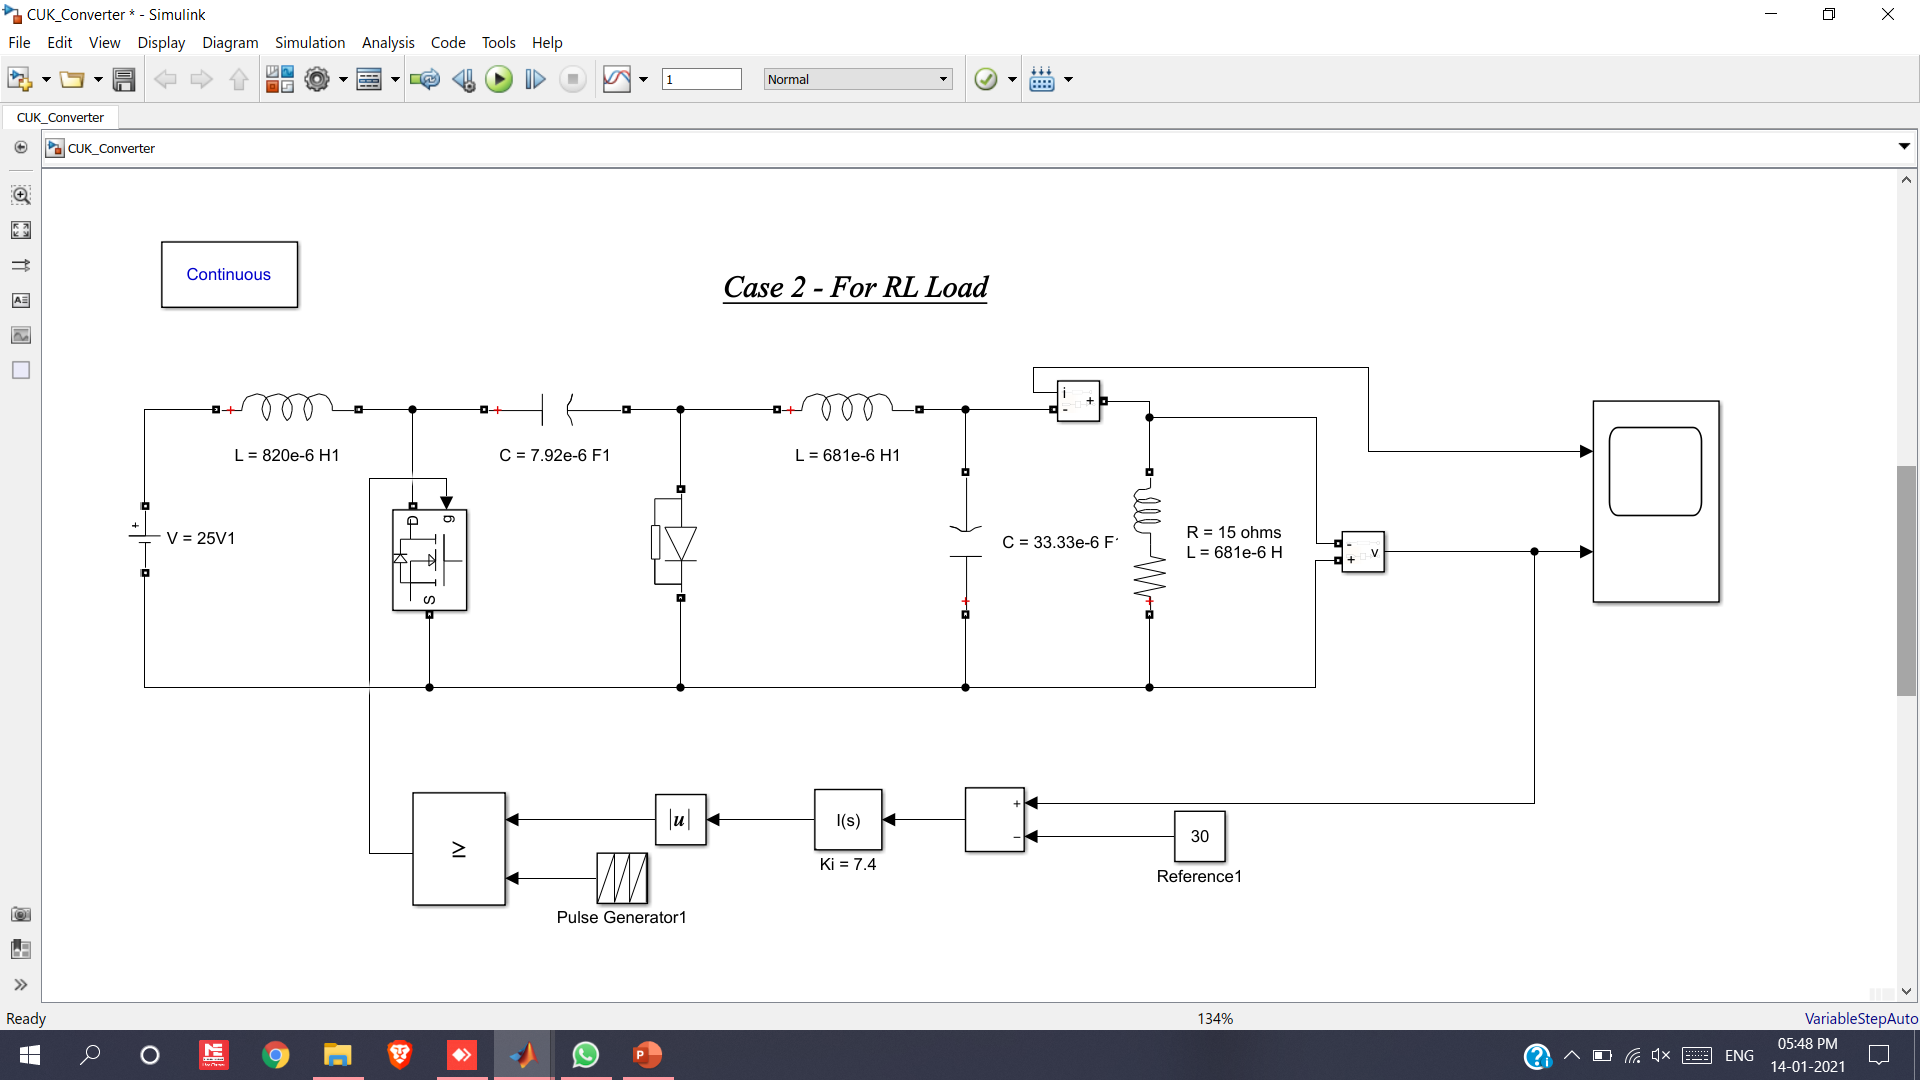 CUK_Converter * - Simulink
File Edit View Display Diagram Simulation Analysis Code Tools Help
1
Normal
CUK_Converter
CUK_Converter
Continuous
Case 2 - For RL Load
i
-
+
L = 820e-6 H1
C = 7.92e-6 F1
L = 681e-6 H1
D
g
S
+
V = 25V1
C = 33.33e-6 F
R = 15 ohms
L = 681e-6 H
-
+
v
|u|
I(s)
+
−
≥
30
Ki = 7.4
Reference1
Pulse Generator1
Ready
134%
VariableStepAuto
ENG
05:48 PM
14-01-2021